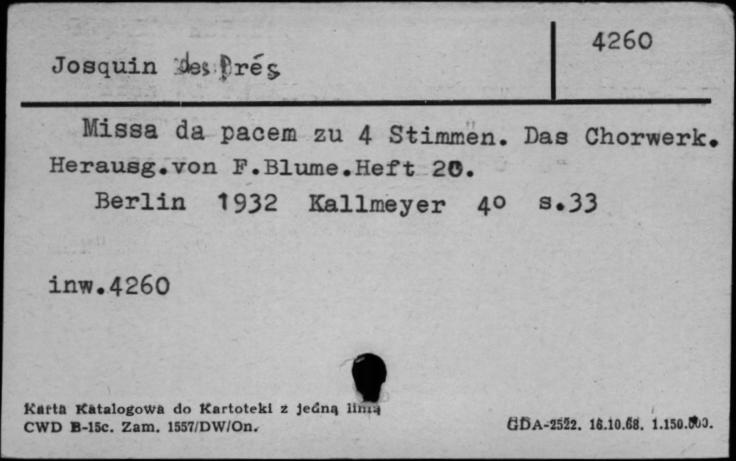 4260
Josquin des Prés
Missa da pacem zu 4 Stimmen. Das Chorwerk.
Herausg.von F.Blume.Heft 20.
Berlin 1932 Kallmeyer 4o s.33
inw.4260
Karta Katalogowa do Kartoteki z jedną linią
CWD B-15c. Zam. 1557/DW/On.
GDA-2522. 16.10.68. 1.150.000.